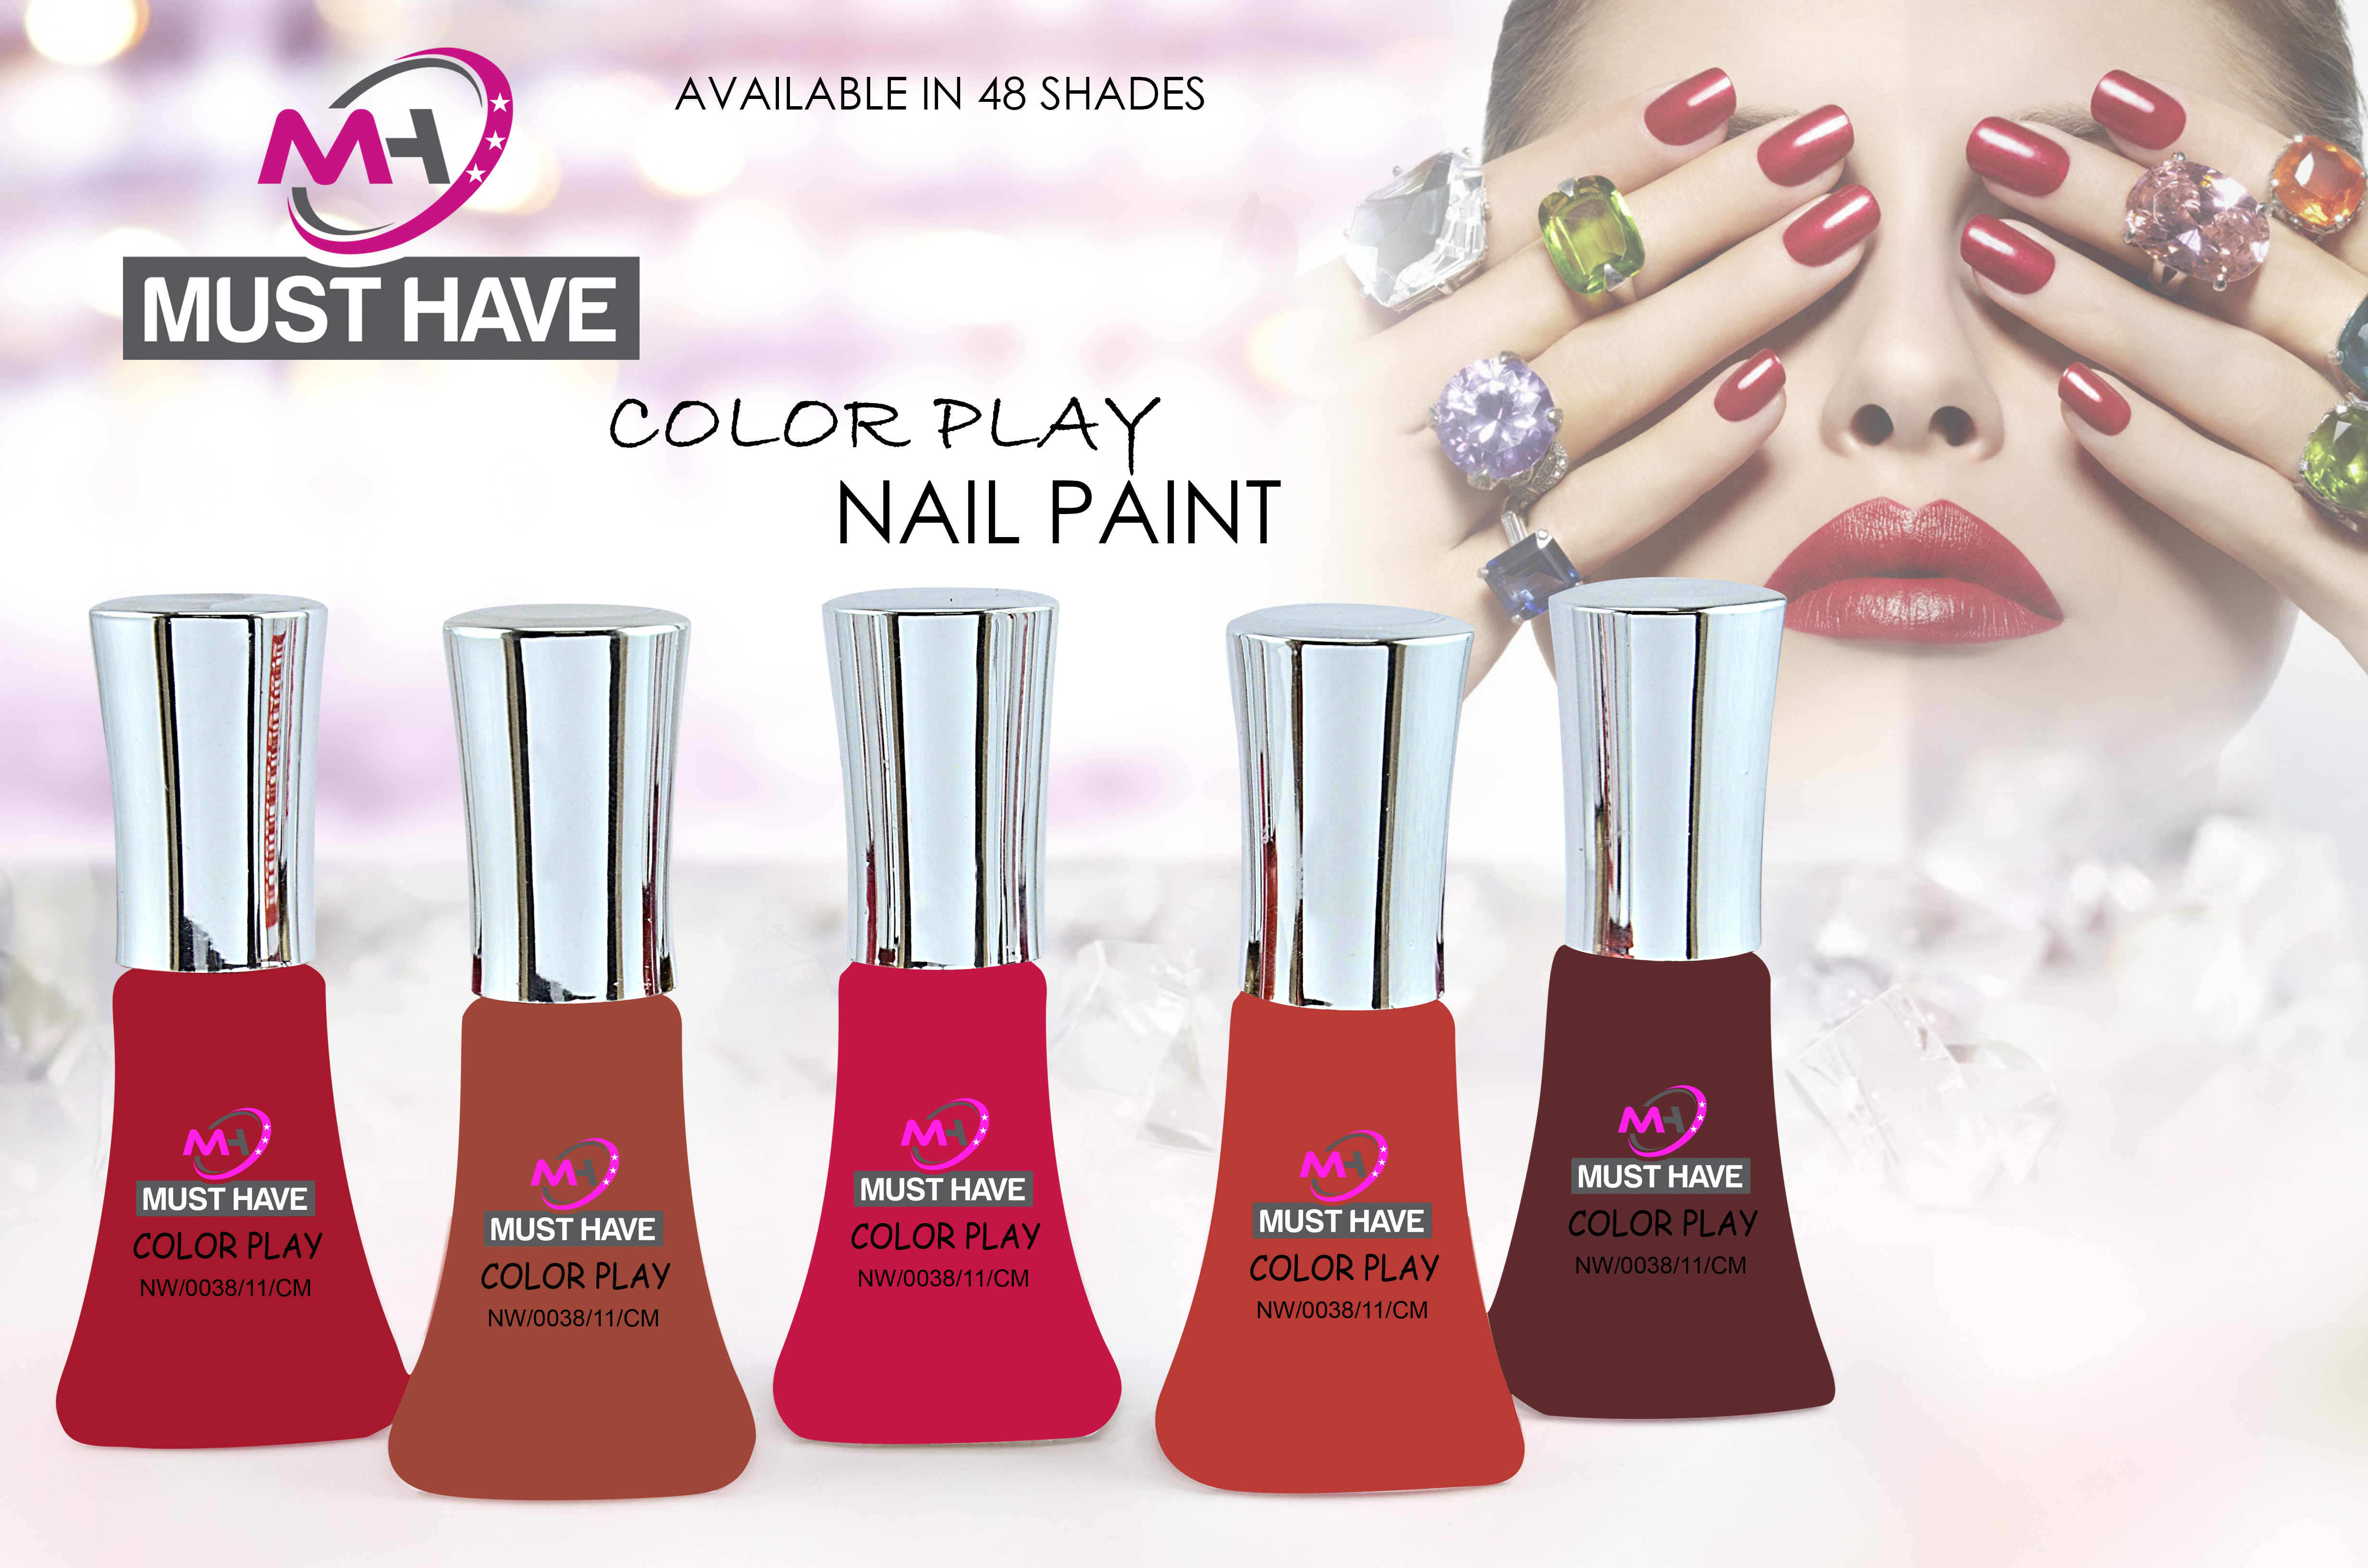 MH
MUST HAVE
AVAILABLE IN 48 SHADES
COLOR PLAY
NAIL PAINT
MH
MUST HAVE
COLOR PLAY
NW/0038/11/CM
MH
MUST HAVE
COLOR PLAY
NW/0038/11/CM
MH
MUST HAVE
COLOR PLAY
NW/0038/11/CM
MH
MUST HAVE
COLOR PLAY
NW/0038/11/CM
MH
MUST HAVE
COLOR PLAY
NW/0038/11/CM